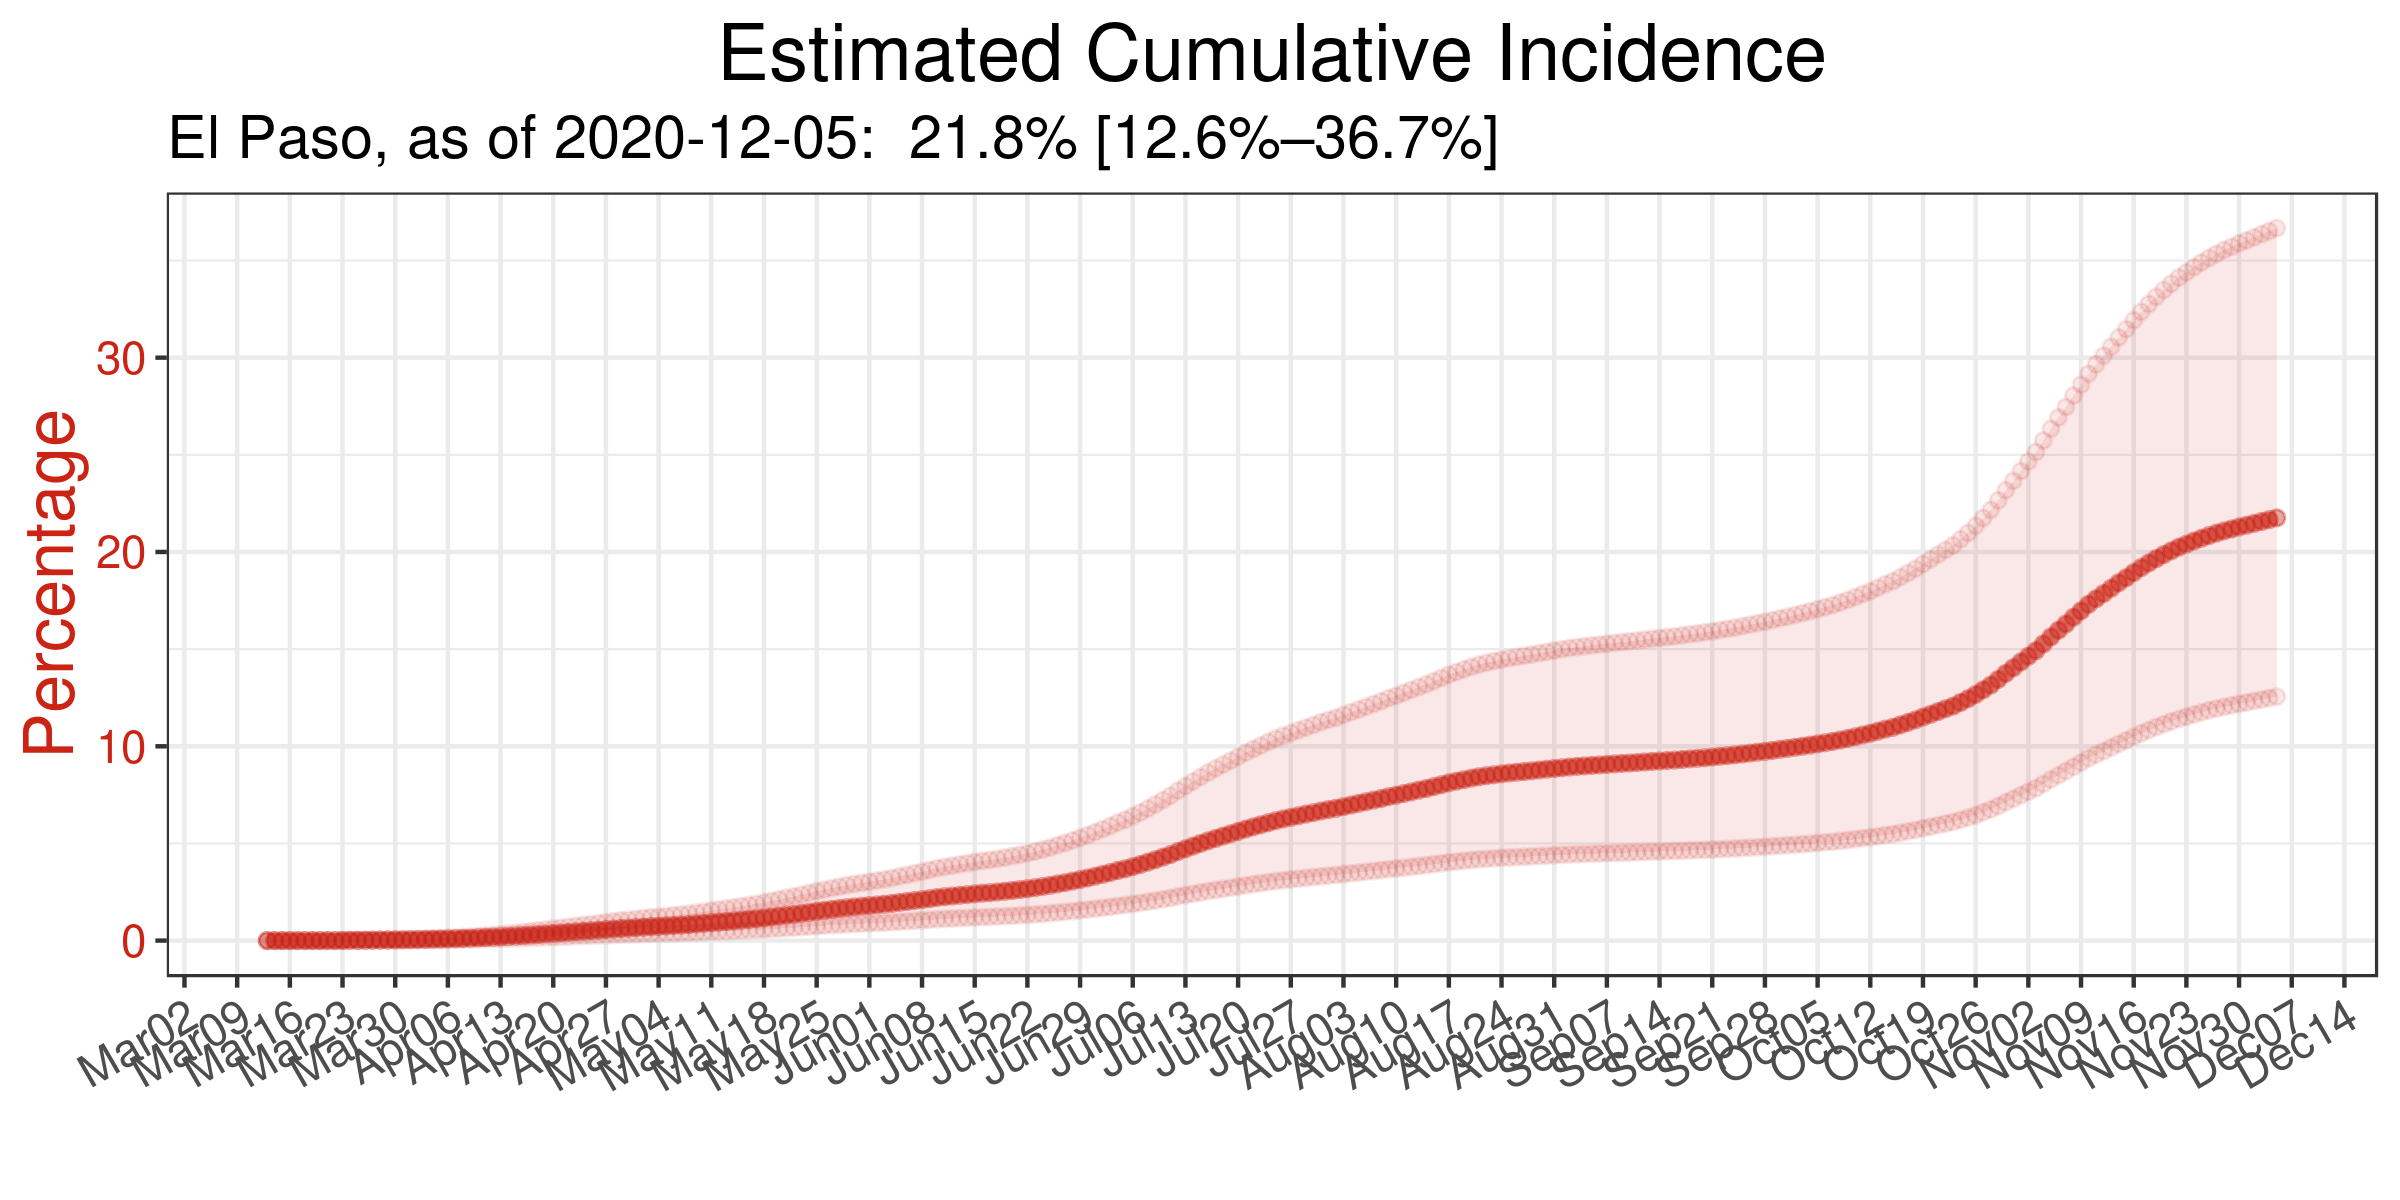 Estimated Cumulative Incidence
El Paso, as of 2020-12-05:  21.8% [12.6%–36.7%]
Percentage
30
20
10
0
Mar02
Mar09
Mar16
Mar23
Mar30
Apr06
Apr13
Apr20
Apr27
May04
May11
May18
May25
Jun01
Jun08
Jun15
Jun22
Jun29
Jul06
Jul13
Jul20
Jul27
Aug03
Aug10
Aug17
Aug24
Aug31
Sep07
Sep14
Sep21
Sep28
Oct05
Oct12
Oct19
Oct26
Nov02
Nov09
Nov16
Nov23
Nov30
Dec07
Dec14